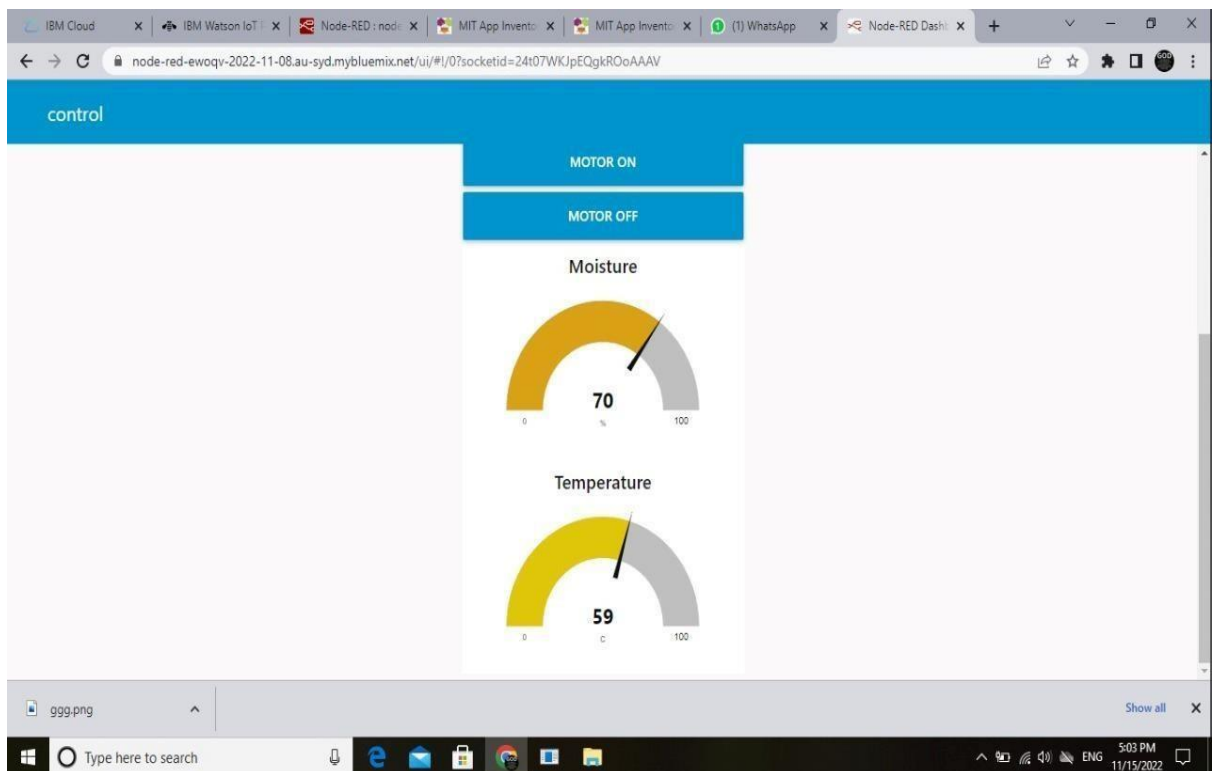 IBM Cloud
IBM Watson IoT P
Node-RED : node
MIT App Invento
MIT App Invento
(1) WhatsApp
Node-RED Dash
node-red-ewoqv-2022-11-08.au-syd.mybluemix.net/ui/#!/0?socketid=24t07WKJpEQgkROoAAAV
GOD
control
MOTOR ON
MOTOR OFF
Moisture
70
0 % 100
Temperature
59
0 C 100
ggg.png
Show all
Type here to search
ENG
5:03 PM
11/15/2022